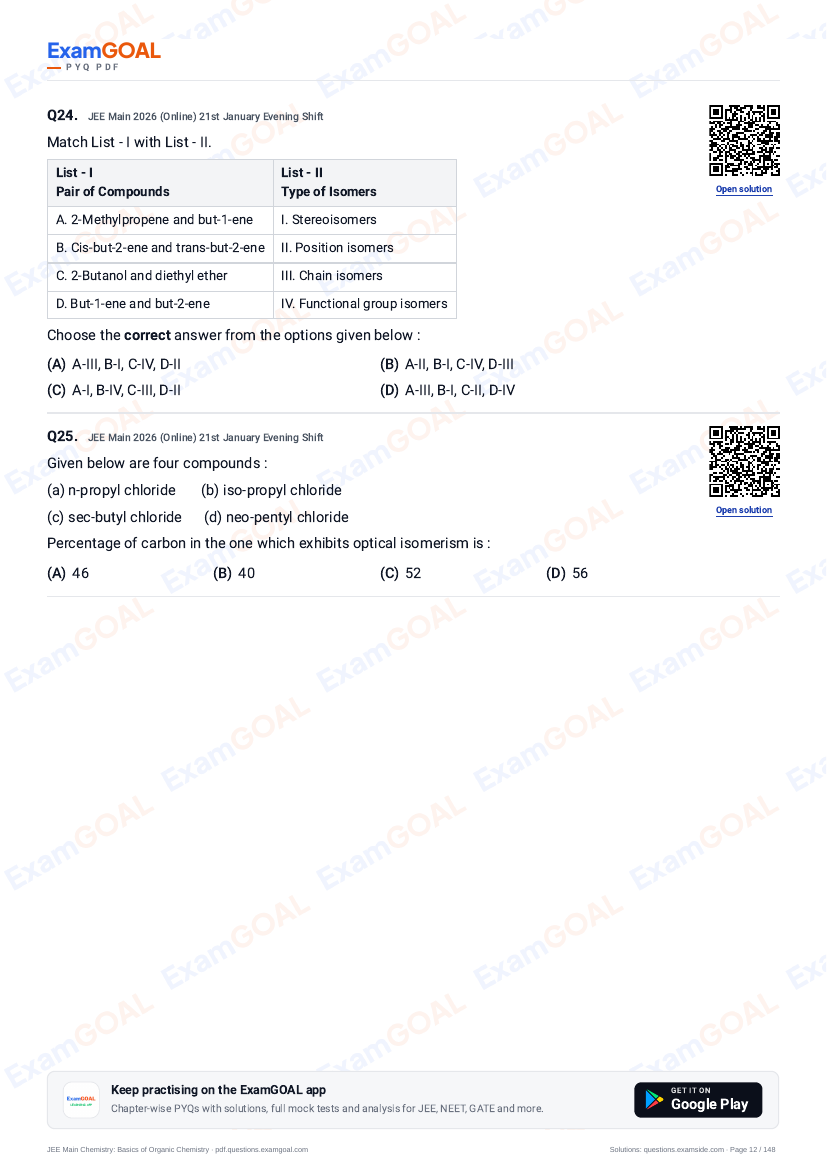 ExamGOAL
PYQ PDF
Q24. JEE Main 2026 (Online) 21st January Evening Shift
Match List - I with List - II.
List - I List - II
Pair of Compounds Type of Isomers
A. 2-Methylpropene and but-1-ene I. Stereoisomers
B. Cis-but-2-ene and trans-but-2-ene II. Position isomers
C. 2-Butanol and diethyl ether III. Chain isomers
D. But-1-ene and but-2-ene IV. Functional group isomers
Open solution
Choose the correct answer from the options given below :
(A) A-III, B-I, C-IV, D-II (B) A-II, B-I, C-IV, D-III
(C) A-I, B-IV, C-III, D-II (D) A-III, B-I, C-II, D-IV
Q25. JEE Main 2026 (Online) 21st January Evening Shift
Given below are four compounds :
(a) n-propyl chloride (b) iso-propyl chloride
(c) sec-butyl chloride (d) neo-pentyl chloride
Open solution
Percentage of carbon in the one which exhibits optical isomerism is :
(A) 46 (B) 40 (C) 52 (D) 56
ExamGOAL
Keep practising on the ExamGOAL app
Chapter-wise PYQs with solutions, full mock tests and analysis for JEE, NEET, GATE and more.
GET IT ON
Google Play
JEE Main Chemistry: Basics of Organic Chemistry · pdf.questions.examgoal.com Solutions: questions.examside.com · Page 12 / 148